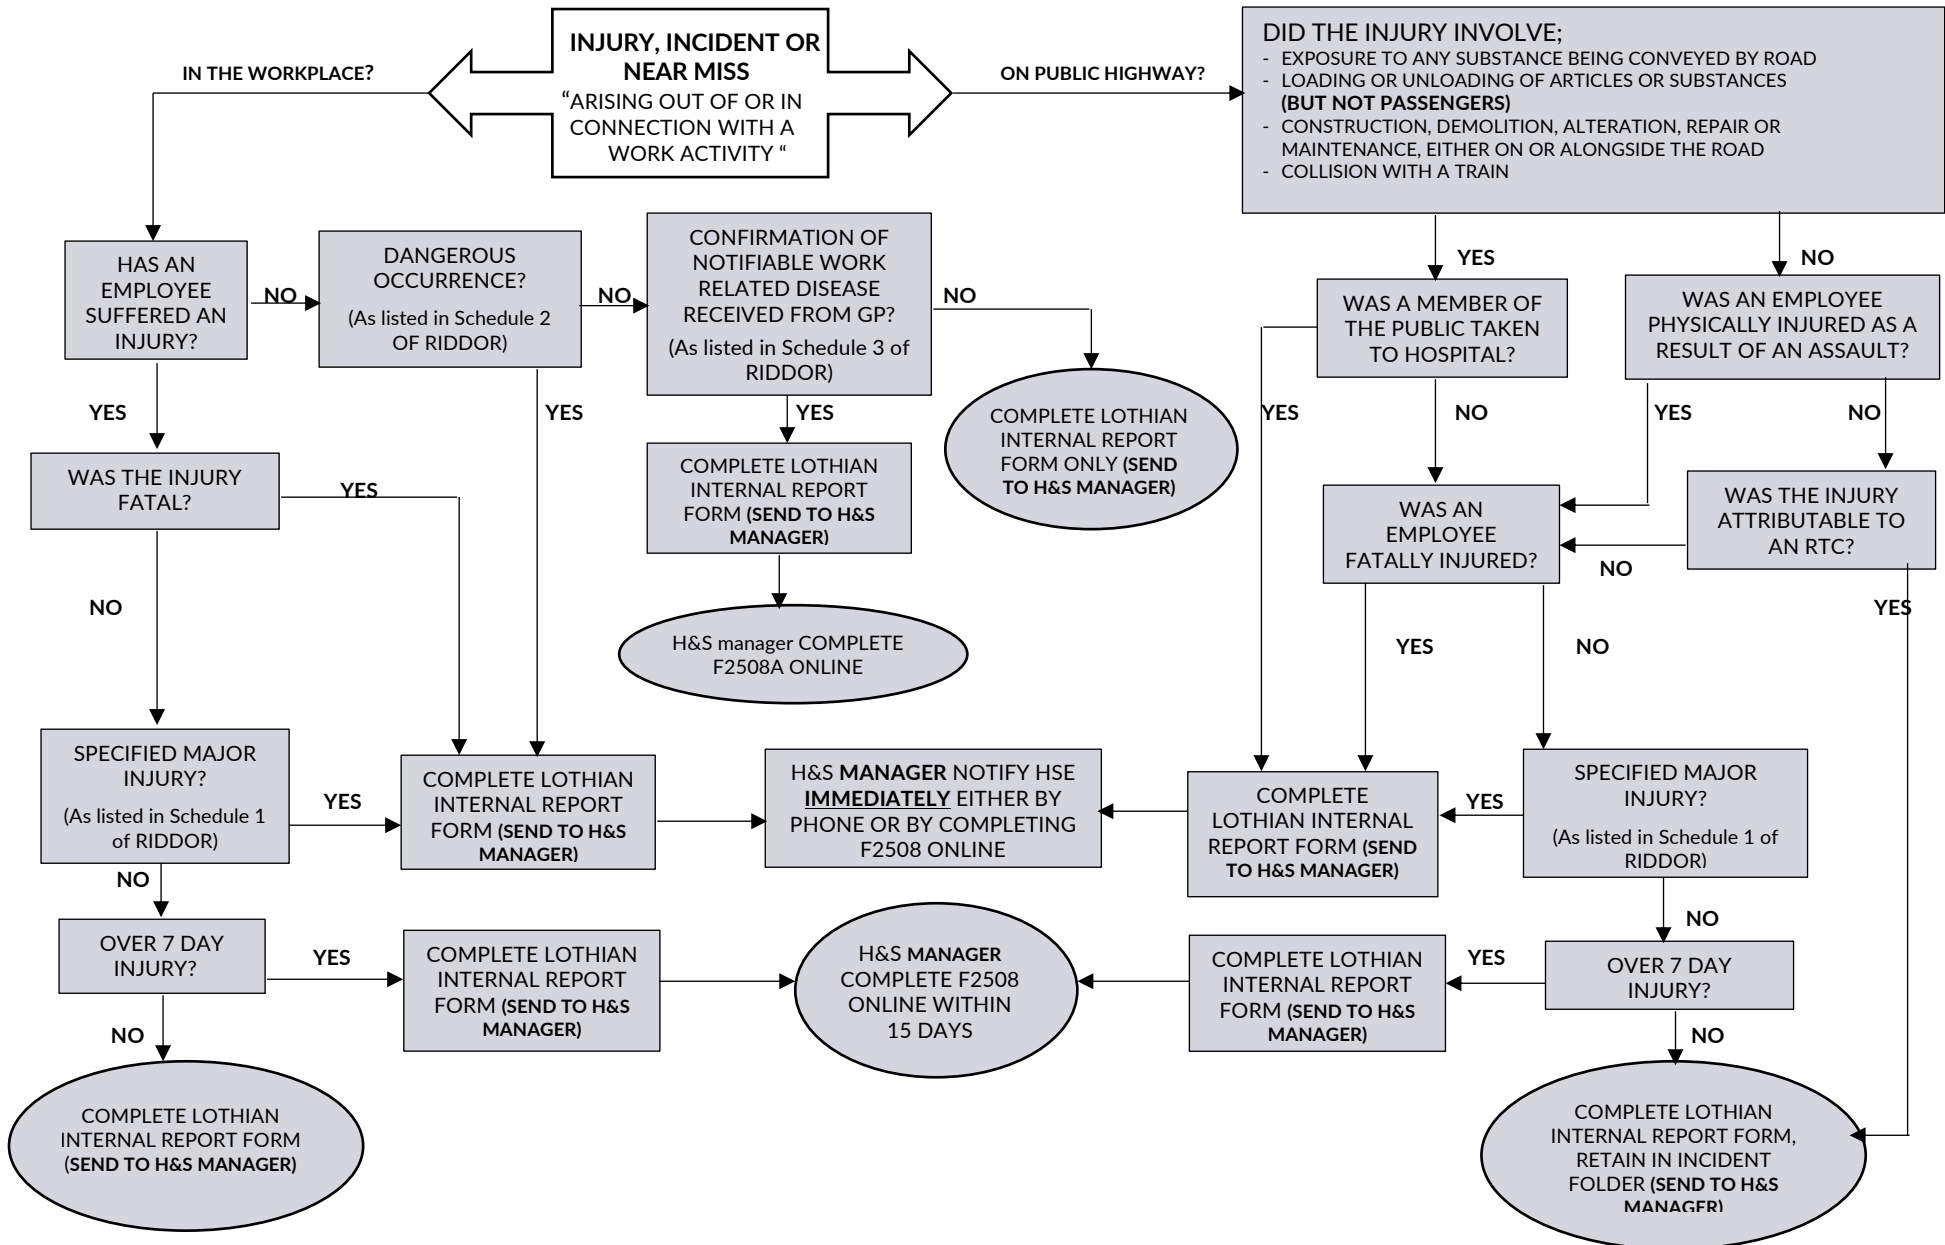 INJURY, INCIDENT OR
NEAR MISS
“ARISING OUT OF OR IN
CONNECTION WITH A
WORK ACTIVITY “
IN THE WORKPLACE?
ON PUBLIC HIGHWAY?
DID THE INJURY INVOLVE;
- EXPOSURE TO ANY SUBSTANCE BEING CONVEYED BY ROAD
- LOADING OR UNLOADING OF ARTICLES OR SUBSTANCES
(BUT NOT PASSENGERS)
- CONSTRUCTION, DEMOLITION, ALTERATION, REPAIR OR
MAINTENANCE, EITHER ON OR ALONGSIDE THE ROAD
- COLLISION WITH A TRAIN
HAS AN
EMPLOYEE
SUFFERED AN
INJURY?
NO
DANGEROUS
OCCURRENCE?
(As listed in Schedule 2
OF RIDDOR)
NO
CONFIRMATION OF
NOTIFIABLE WORK
RELATED DISEASE
RECEIVED FROM GP?
(As listed in Schedule 3 of
RIDDOR)
NO
YES
WAS A MEMBER OF
THE PUBLIC TAKEN
TO HOSPITAL?
NO
WAS AN EMPLOYEE
PHYSICALLY INJURED AS A
RESULT OF AN ASSAULT?
YES
YES
YES
COMPLETE LOTHIAN
INTERNAL REPORT
FORM ONLY (SEND
TO H&S MANAGER)
YES
NO
YES
NO
WAS THE INJURY
FATAL?
YES
COMPLETE LOTHIAN
INTERNAL REPORT
FORM (SEND TO H&S
MANAGER)
WAS AN
EMPLOYEE
FATALLY INJURED?
NO
WAS THE INJURY
ATTRIBUTABLE TO
AN RTC?
YES
NO
H&S manager COMPLETE
F2508A ONLINE
YES
NO
SPECIFIED MAJOR
INJURY?
(As listed in Schedule 1
of RIDDOR)
YES
COMPLETE LOTHIAN
INTERNAL REPORT
FORM (SEND TO H&S
MANAGER)
H&S MANAGER NOTIFY HSE
IMMEDIATELY EITHER BY
PHONE OR BY COMPLETING
F2508 ONLINE
COMPLETE
LOTHIAN INTERNAL
REPORT FORM (SEND
TO H&S MANAGER)
YES
SPECIFIED MAJOR
INJURY?
(As listed in Schedule 1 of
RIDDOR)
NO
NO
OVER 7 DAY
INJURY?
YES
COMPLETE LOTHIAN
INTERNAL REPORT
FORM (SEND TO H&S
MANAGER)
H&S MANAGER
COMPLETE F2508
ONLINE WITHIN
15 DAYS
COMPLETE LOTHIAN
INTERNAL REPORT
FORM (SEND TO H&S
MANAGER)
YES
OVER 7 DAY
INJURY?
NO
NO
COMPLETE LOTHIAN
INTERNAL REPORT FORM
(SEND TO H&S MANAGER)
COMPLETE LOTHIAN
INTERNAL REPORT FORM,
RETAIN IN INCIDENT
FOLDER (SEND TO H&S
MANAGER)